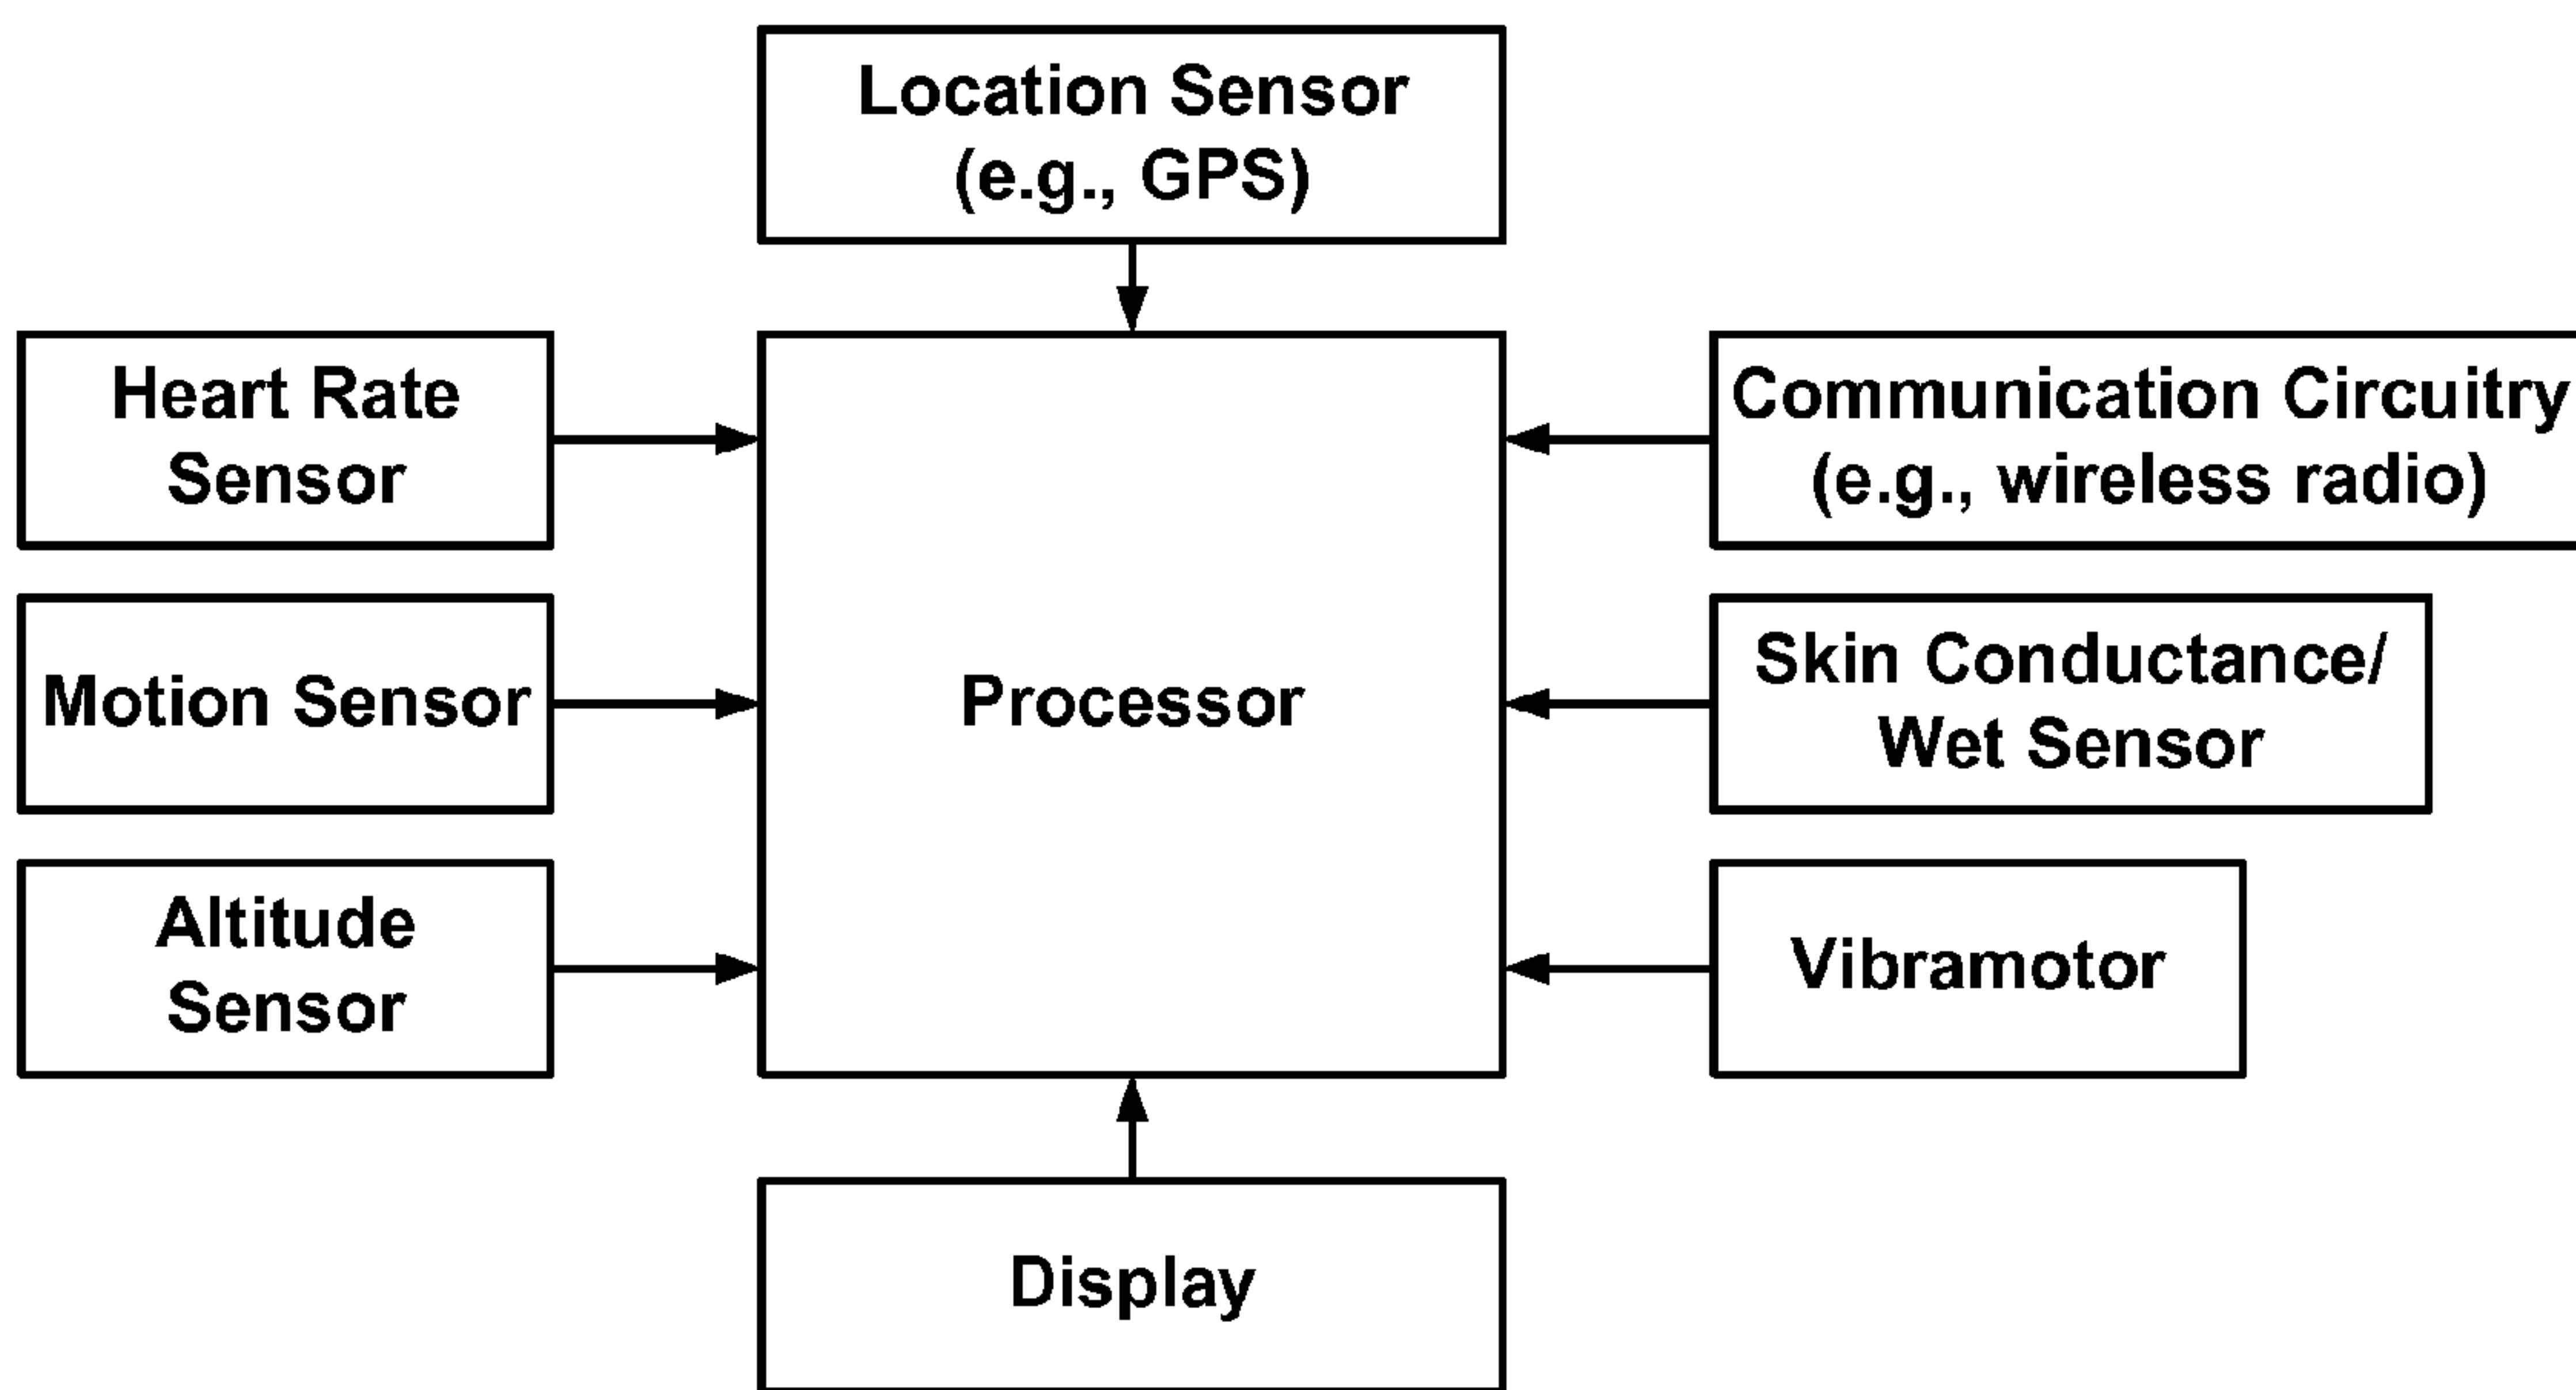 Location Sensor
(e.g., GPS)
Heart Rate
Sensor
Communication Circuitry
(e.g., wireless radio)
Motion Sensor
Processor
Skin Conductance/
Wet Sensor
Altitude
Sensor
Vibramotor
Display